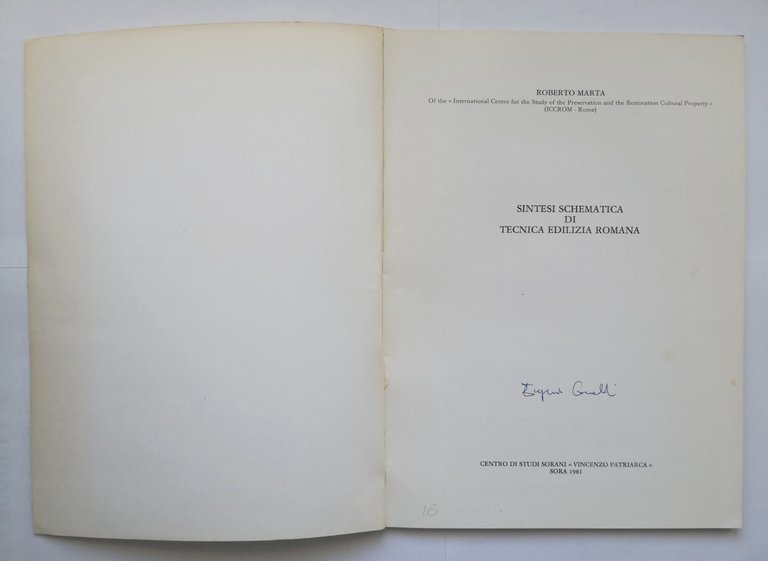 ROBERTO MARTA
Of the « International Centre for the Study of the Preservation and the Restoration Cultural Property »
(ICCROM - Rome)
SINTESI SCHEMATICA
DI
TECNICA EDILIZIA ROMANA
CENTRO DI STUDI SORANI « VINCENZO PATRIARCA »
SORA 1981
16